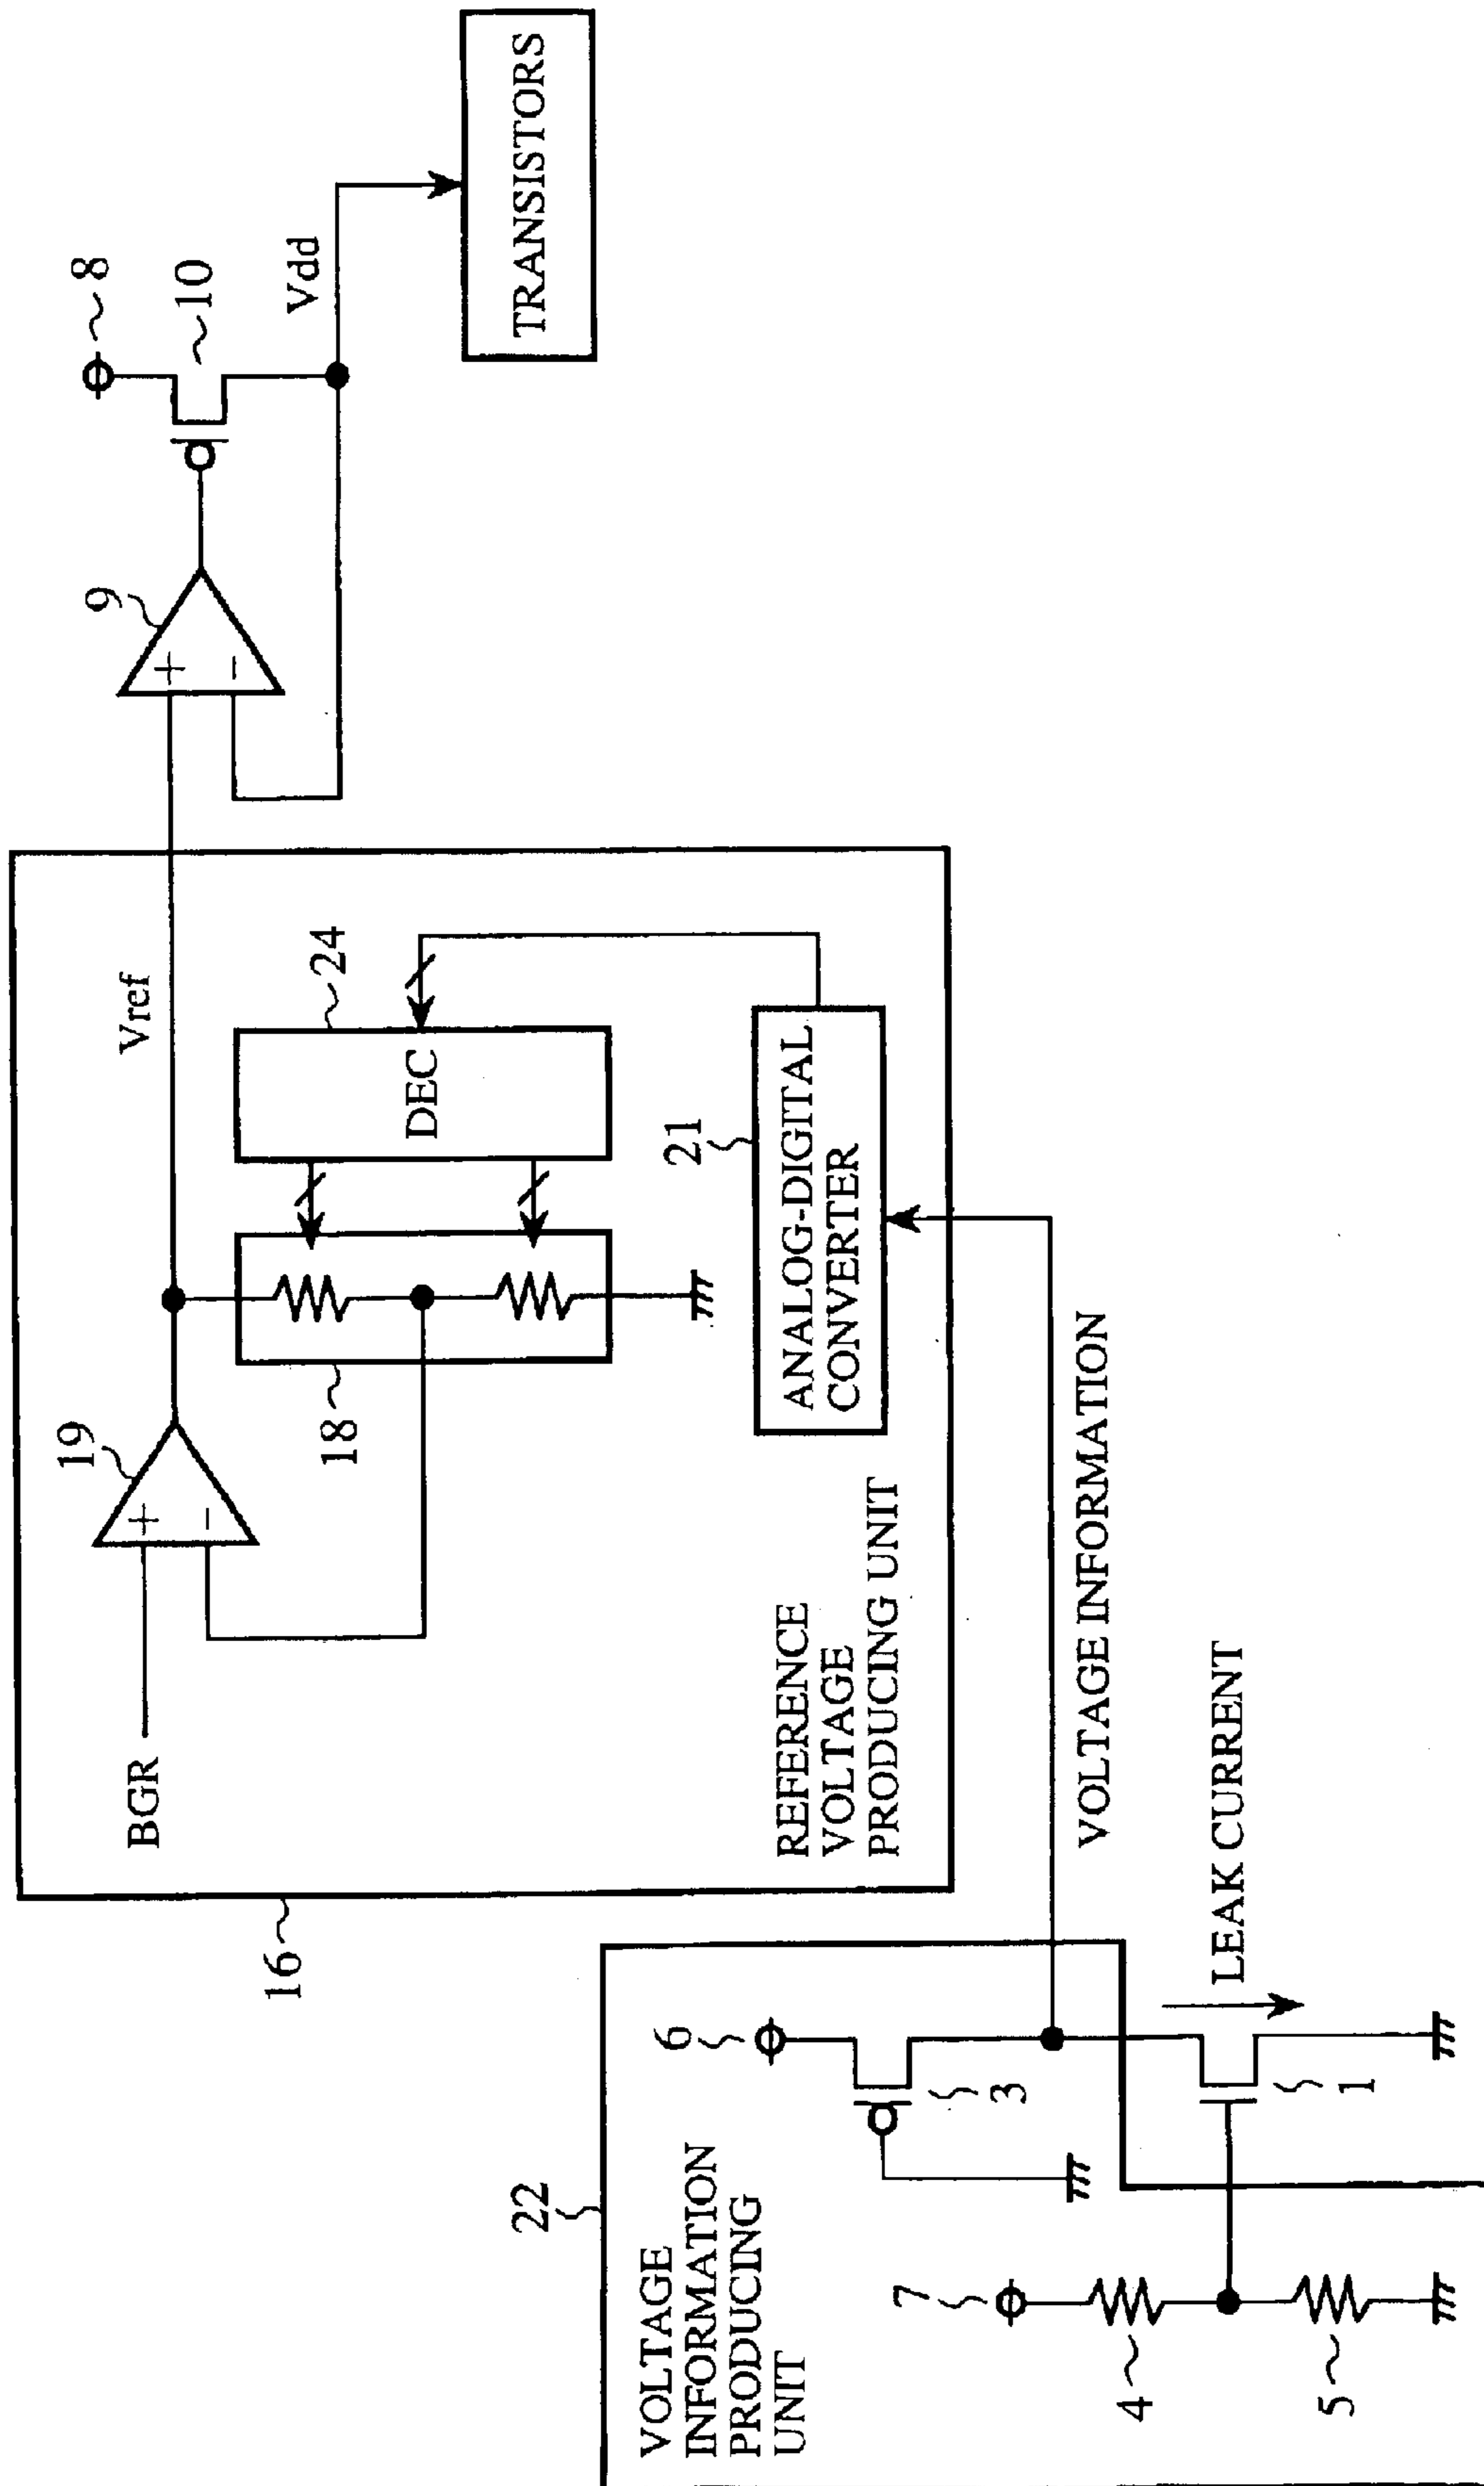 22
VOLTAGE
INFORMATION
PRODUCING
UNIT
6
3
7
4
5
1
LEAK CURRENT
VOLTAGE INFORMATION
16
REFERENCE
VOLTAGE
PRODUCING UNIT
BGR
+
−
19
18
Vref
24
DEC
21
ANALOG-DIGITAL
CONVERTER
9
+
−
8
10
Vdd
TRANSISTORS